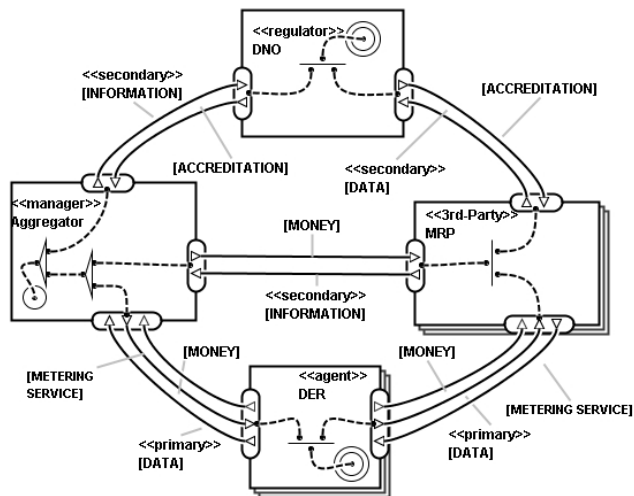 <<regulator>>
DNO
<<secondary>>
[INFORMATION]
[ACCREDITATION]
[ACCREDITATION]
<<secondary>>
[DATA]
<<manager>>
Aggregator
<<3rd-Party>>
MRP
[MONEY]
<<secondary>>
[INFORMATION]
[METERING
SERVICE]
[MONEY]
<<agent>>
DER
[MONEY]
[METERING SERVICE]
<<primary>>
[DATA]
<<primary>>
[DATA]